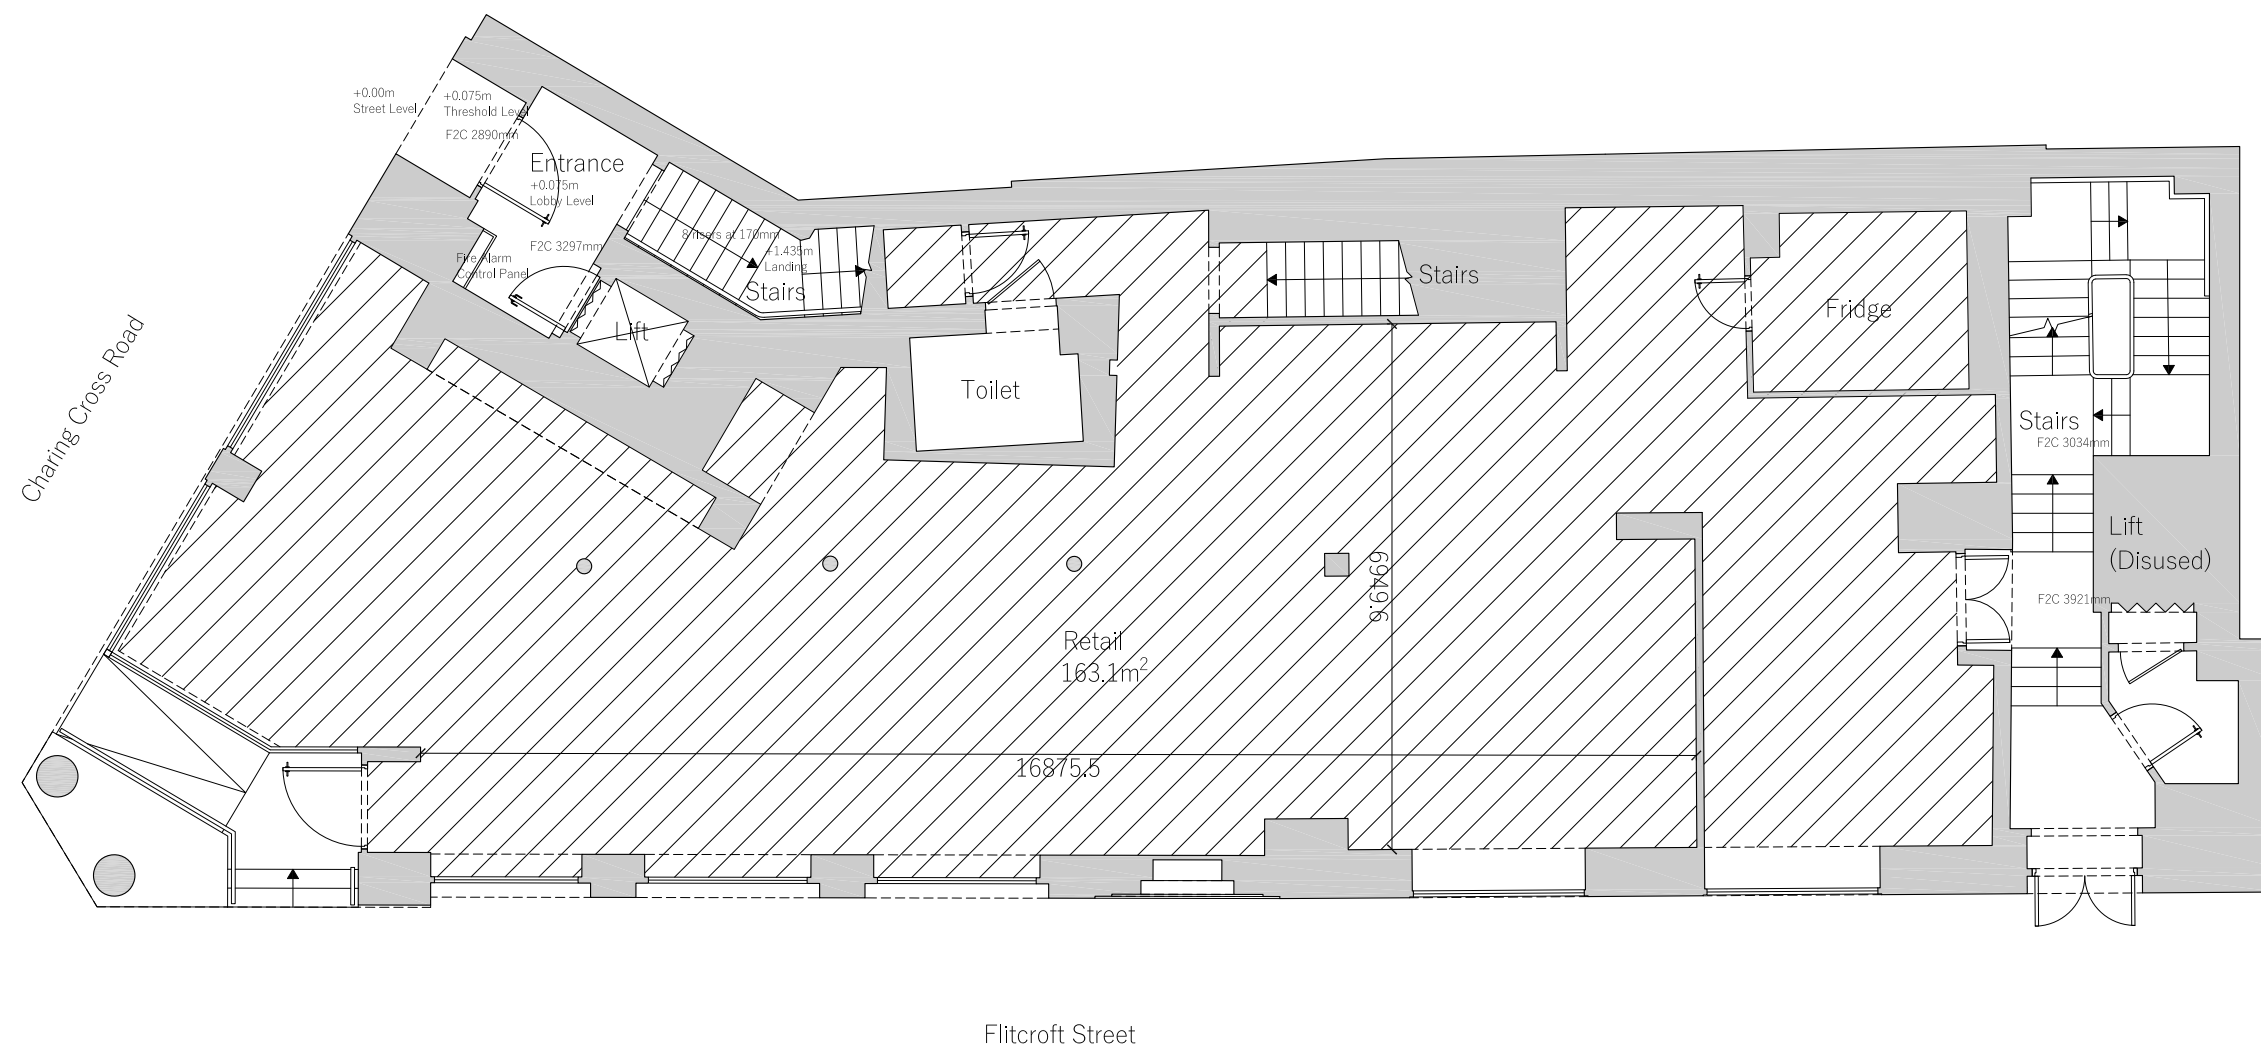 +0.00m
Street Level
+0.075m
Threshold Level
F2C 2890mm
Entrance
+0.075m
Lobby Level
F2C 3297mm
Fire Alarm
Control Panel
8 risers at 170mm
+1.435m
Landing
Stairs
Lift
Toilet
Stairs
Fridge
Stairs
F2C 3034mm
Lift
(Disused)
F2C 3921mm
Charing Cross Road
6949.6
Retail
163.1m²
16875.5
Flitcroft Street